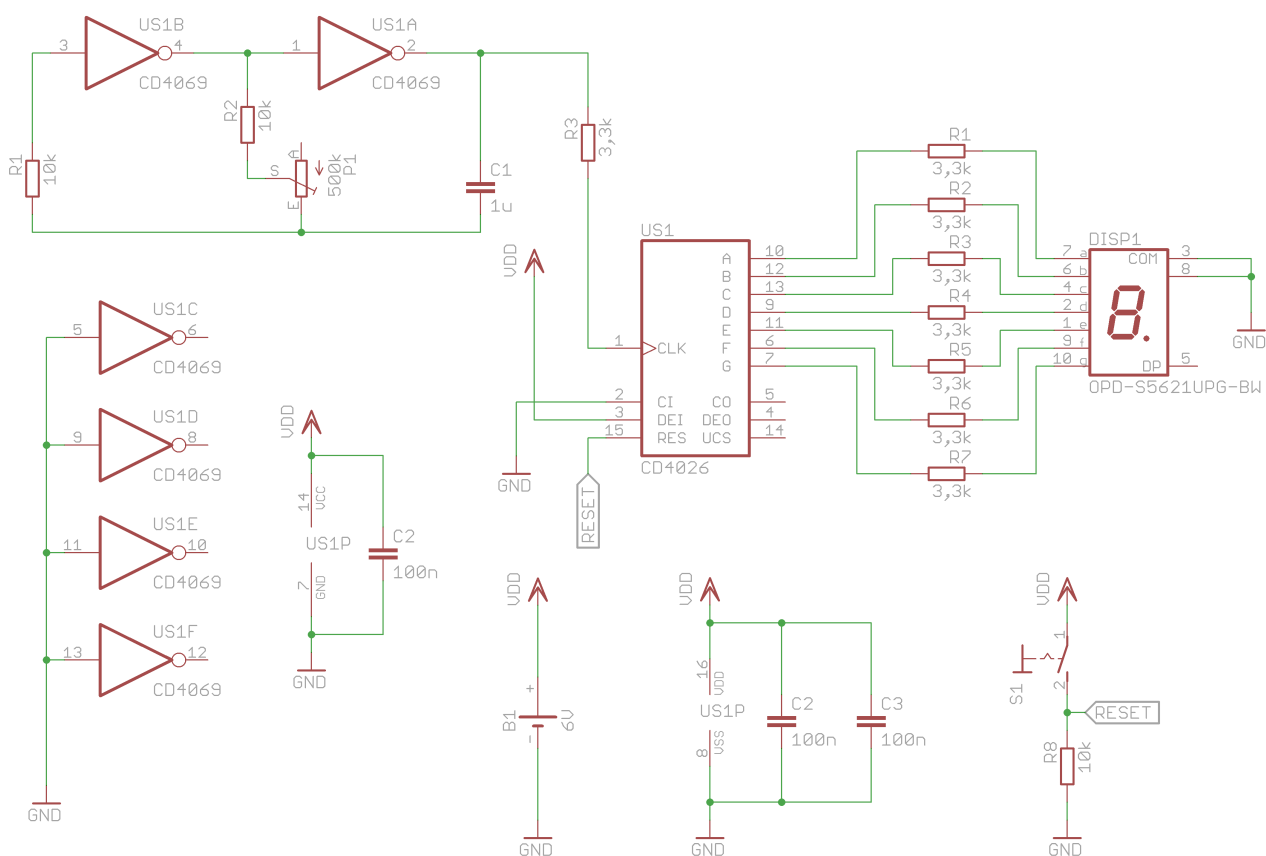 US1B
3
4
CD4069
US1A
1
2
CD4069
R1
10k
R2
10k
A
S
E
500k
P1
C1
1u
R3
3,3k
VDD
US1
1
CLK
2
CI
3
DEI
15
RES
A
10
B
12
C
13
D
9
E
11
F
6
G
7
CO
5
DEO
4
UCS
14
CD4026
GND
RESET
R1
3,3k
R2
3,3k
R3
3,3k
R4
3,3k
R5
3,3k
R6
3,3k
R7
3,3k
DISP1
7
a
6
b
4
c
2
d
1
e
9
f
10
g
COM
3
8
8.
DP
5
OPD-S5621UPG-BW
GND
US1C
5
6
CD4069
US1D
9
8
CD4069
US1E
11
10
CD4069
US1F
13
12
CD4069
GND
VDD
14
VCC
US1P
7
GND
C2
100n
GND
VDD
+
B1
6V
-
GND
VDD
16
VDD
US1P
8
VSS
C2
100n
C3
100n
GND
VDD
1
S1
2
RESET
R8
10k
GND